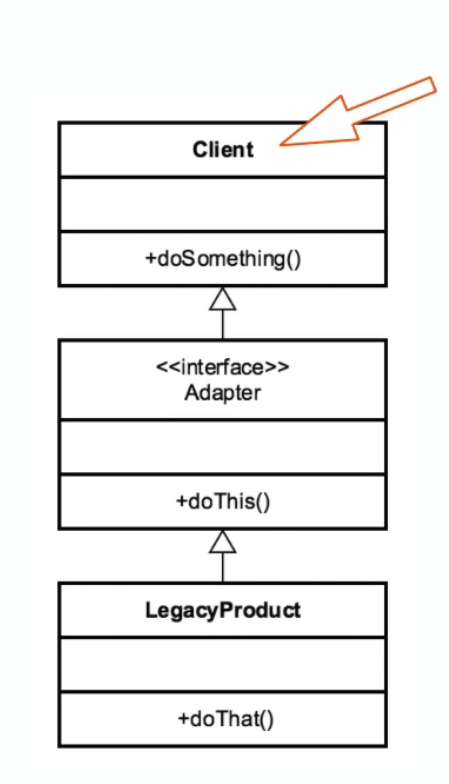 Client
+doSomething()
<<interface>>
Adapter
+doThis()
LegacyProduct
+doThat()